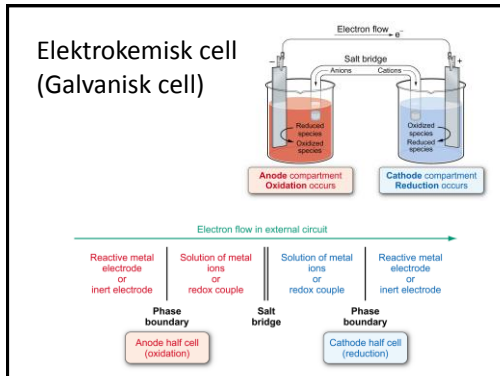 Elektrokemisk cell
(Galvanisk cell)
Electron flow
e⁻
Salt bridge
Anions
Cations
–
+
Reduced
species
Oxidized
species
Oxidized
species
Reduced
species
Anode compartment
Oxidation occurs
Cathode compartment
Reduction occurs
Electron flow in external circuit
Reactive metal
electrode
or
inert electrode
Solution of metal
ions
or
redox couple
Solution of metal
ions
or
redox couple
Reactive metal
electrode
or
inert electrode
Phase
boundary
Salt
bridge
Phase
boundary
Anode half cell
(oxidation)
Cathode half cell
(reduction)